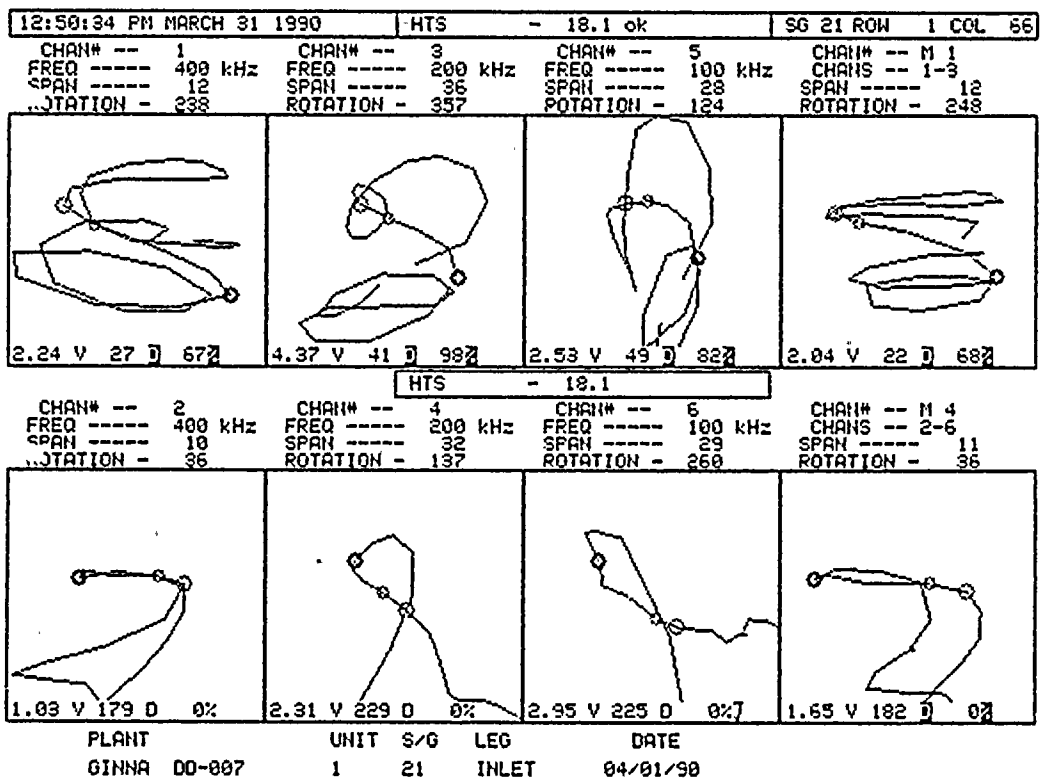 12:50:34 PM MARCH 31 1990 HTS - 18.1 ok SG 21 ROW 1 COL 66
CHAN# -- 1 CHAN# -- 3 CHAN# -- 5 CHAN# -- M 1
FREQ ----- 400 kHz FREQ ----- 200 kHz FREQ ----- 100 kHz CHANS -- 1-3
SPAN ----- 12 SPAN ----- 36 SPAN ----- 28 SPAN ----- 12
ROTATION - 238 ROTATION - 357 ROTATION - 124 ROTATION - 248
2.24 V 27 D 67% 4.37 V 41 D 98% 2.53 V 49 D 82% 2.04 V 22 D 68%
HTS - 18.1
CHAN# -- 2 CHAN# -- 4 CHAN# -- 6 CHAN# -- M 4
FREQ ----- 400 kHz FREQ ----- 200 kHz FREQ ----- 100 kHz CHANS -- 2-6
SPAN ----- 10 SPAN ----- 32 SPAN ----- 29 SPAN ----- 11
ROTATION - 36 ROTATION - 137 ROTATION - 260 ROTATION - 36
1.03 V 179 D 0% 2.31 V 229 D 0% 2.95 V 225 D 0% 1.65 V 182 D 0%
PLANT UNIT S/G LEG DATE
GINNA DD-007 1 21 INLET 04/01/90